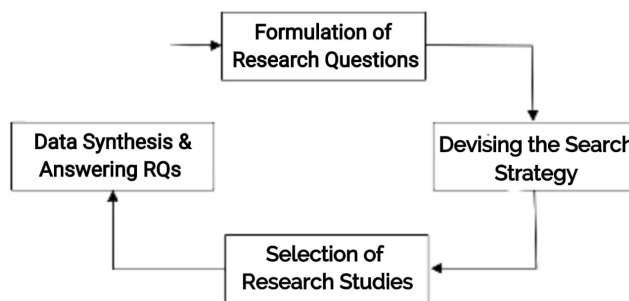 Formulation of
Research Questions
Devising the Search
Strategy
Selection of
Research Studies
Data Synthesis &
Answering RQs